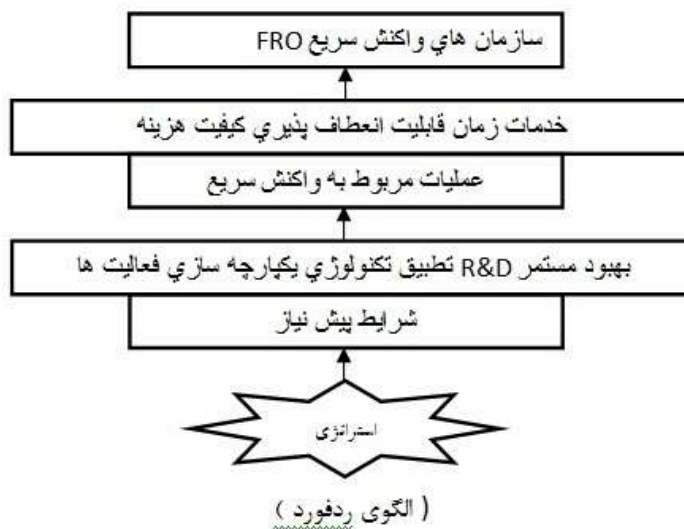 سازمان هاي واكنش سريع FRO
خدمات زمان قابليت انعطاف پذيري كيفيت هزينه
عمليات مربوط به واكنش سريع
بهبود مستمر R&D تطبيق تكنولوژي يكپارچه سازي فعاليت ها
شرايط پيش نياز
استراتژی
( الگوی ردفورد )